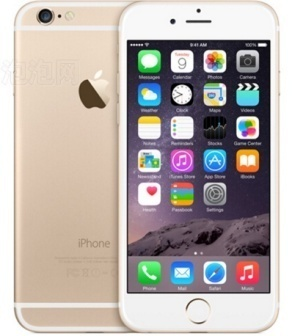 泡泡网
9:41 AM
100%
Messages Calendar Photos Camera
Weather Clock Maps Videos
Notes Reminders Stocks Game Center
Newsstand iTunes Store App Store iBooks
Health Passbook Settings
iPhone
Phone Mail Safari Music